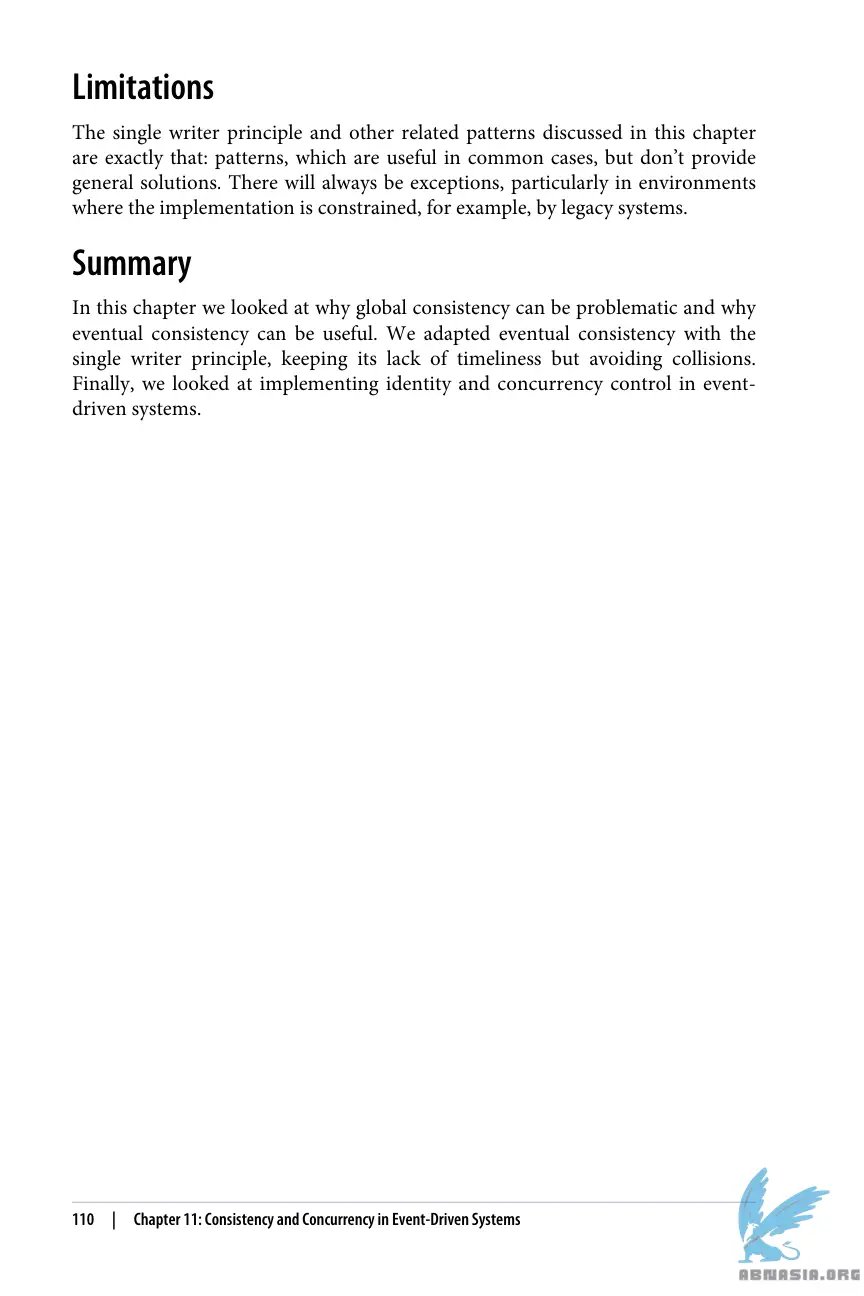 Limitations
The single writer principle and other related patterns discussed in this chapter
are exactly that: patterns, which are useful in common cases, but don’t provide
general solutions. There will always be exceptions, particularly in environments
where the implementation is constrained, for example, by legacy systems.
Summary
In this chapter we looked at why global consistency can be problematic and why
eventual consistency can be useful. We adapted eventual consistency with the
single writer principle, keeping its lack of timeliness but avoiding collisions.
Finally, we looked at implementing identity and concurrency control in event-
driven systems.
110 | Chapter 11: Consistency and Concurrency in Event-Driven Systems
ABNASIA.ORG